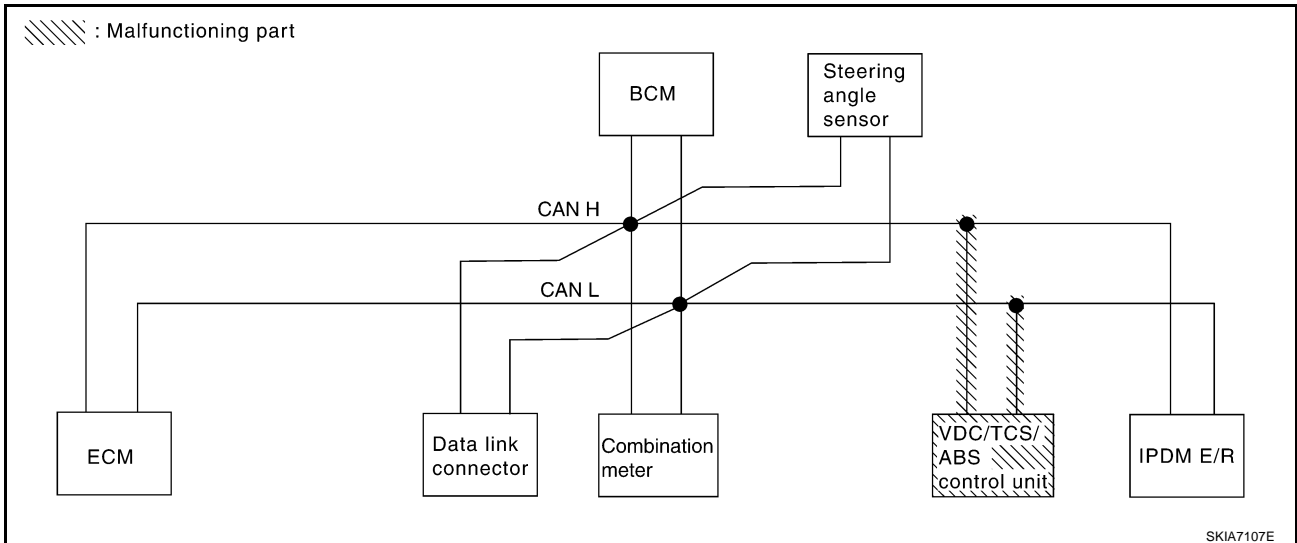 : Malfunctioning part
BCM
Steering
angle
sensor
CAN H
CAN L
ECM
Data link
connector
Combination
meter
VDC/TCS/
ABS
control unit
IPDM E/R
SKIA7107E